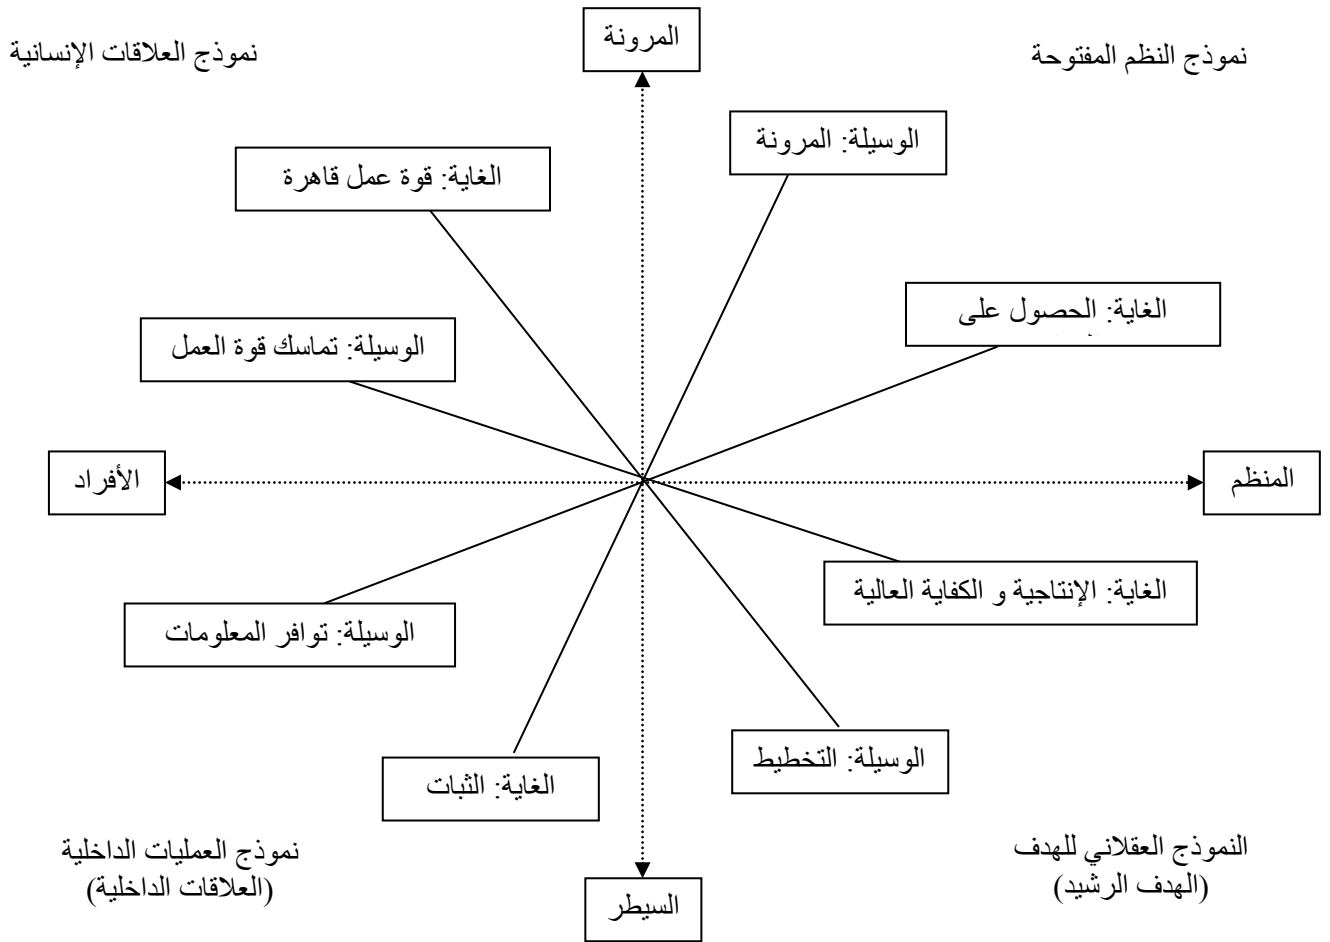 المرونة
نموذج النظم المفتوحة
نموذج العلاقات الإنسانية
الوسيلة: المرونة
الغاية: قوة عمل قاهرة
الغاية: الحصول على
الوسيلة: تماسك قوة العمل
المنظم
الأفراد
الغاية: الإنتاجية و الكفاية العالية
الوسيلة: توافر المعلومات
الوسيلة: التخطيط
الغاية: الثبات
النموذج العقلاني للهدف
(الهدف الرشيد)
نموذج العمليات الداخلية
(العلاقات الداخلية)
السيطر